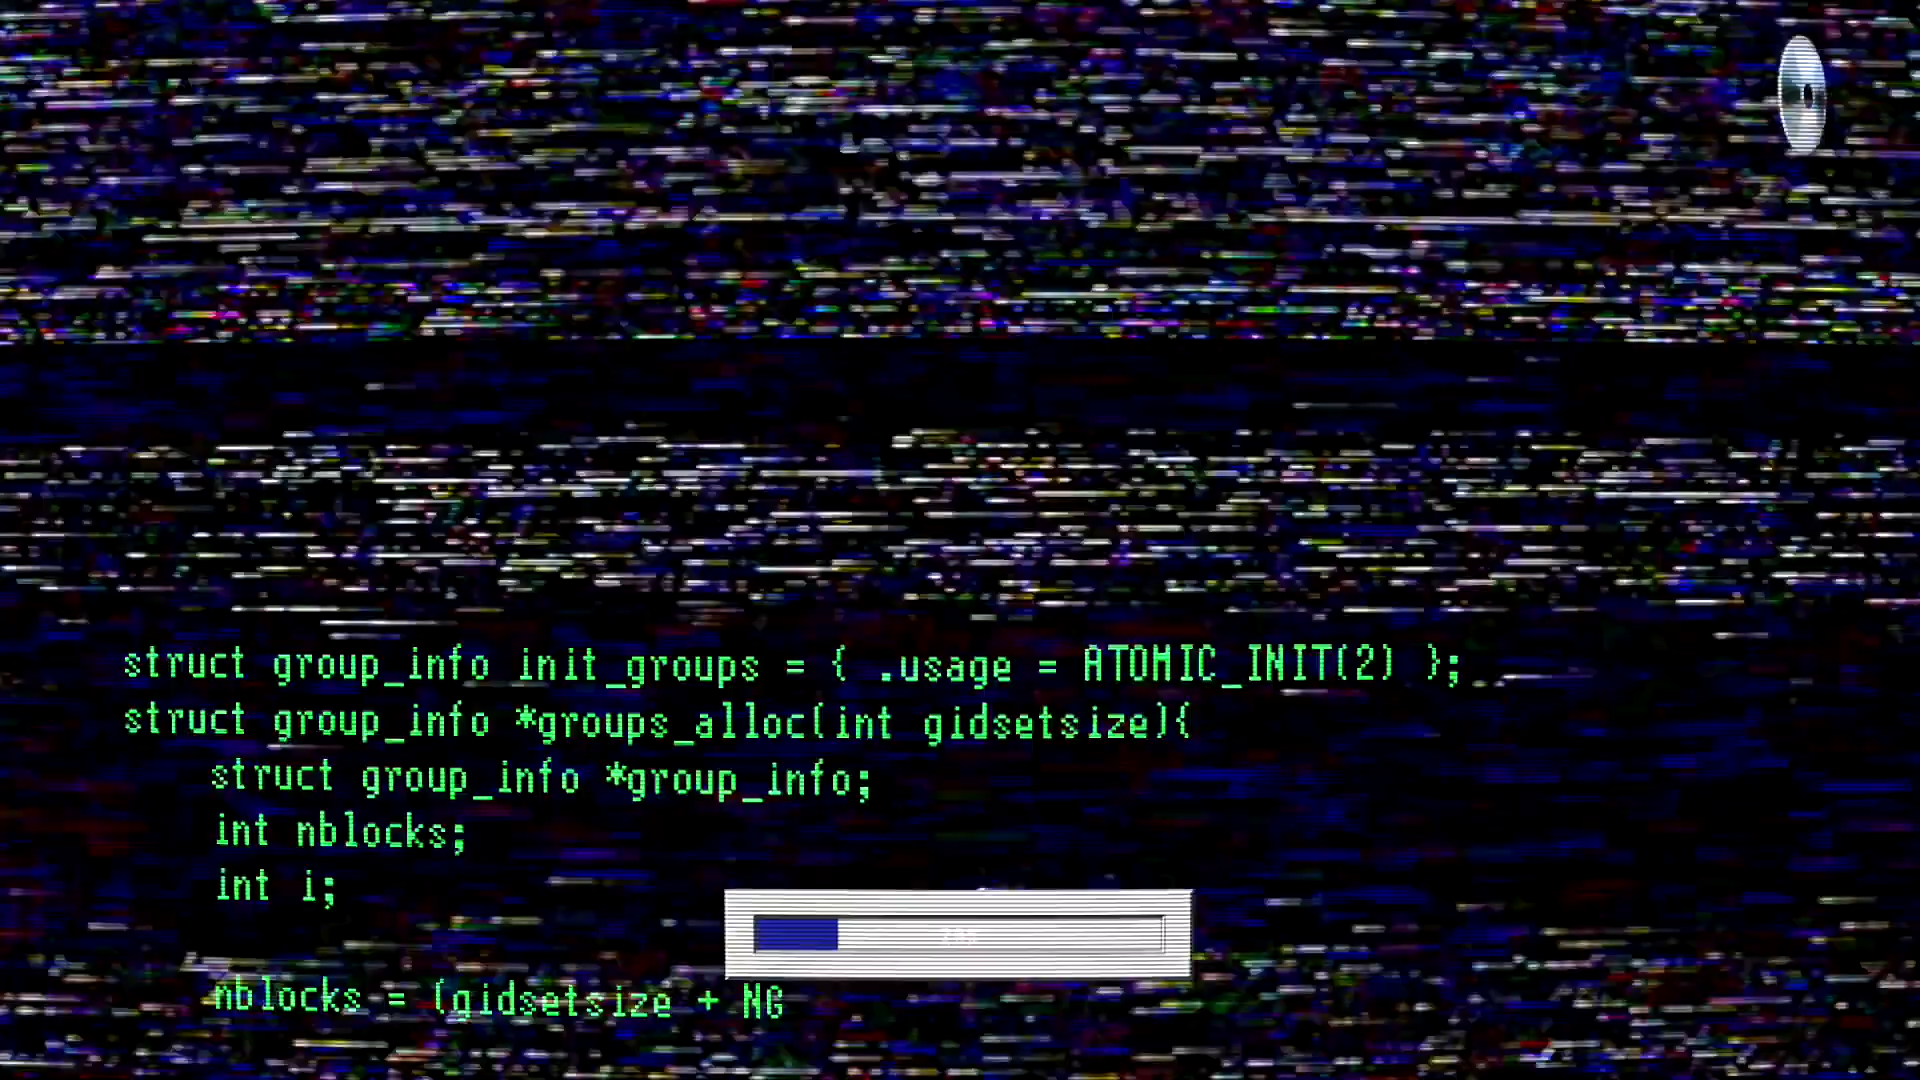 struct group_info init_groups = { .usage = ATOMIC_INIT(2) };
struct group_info *groups_alloc(int gidsetsize){
struct group_info *group_info;
int nblocks;
int i;
nblocks = (gidsetsize + NG